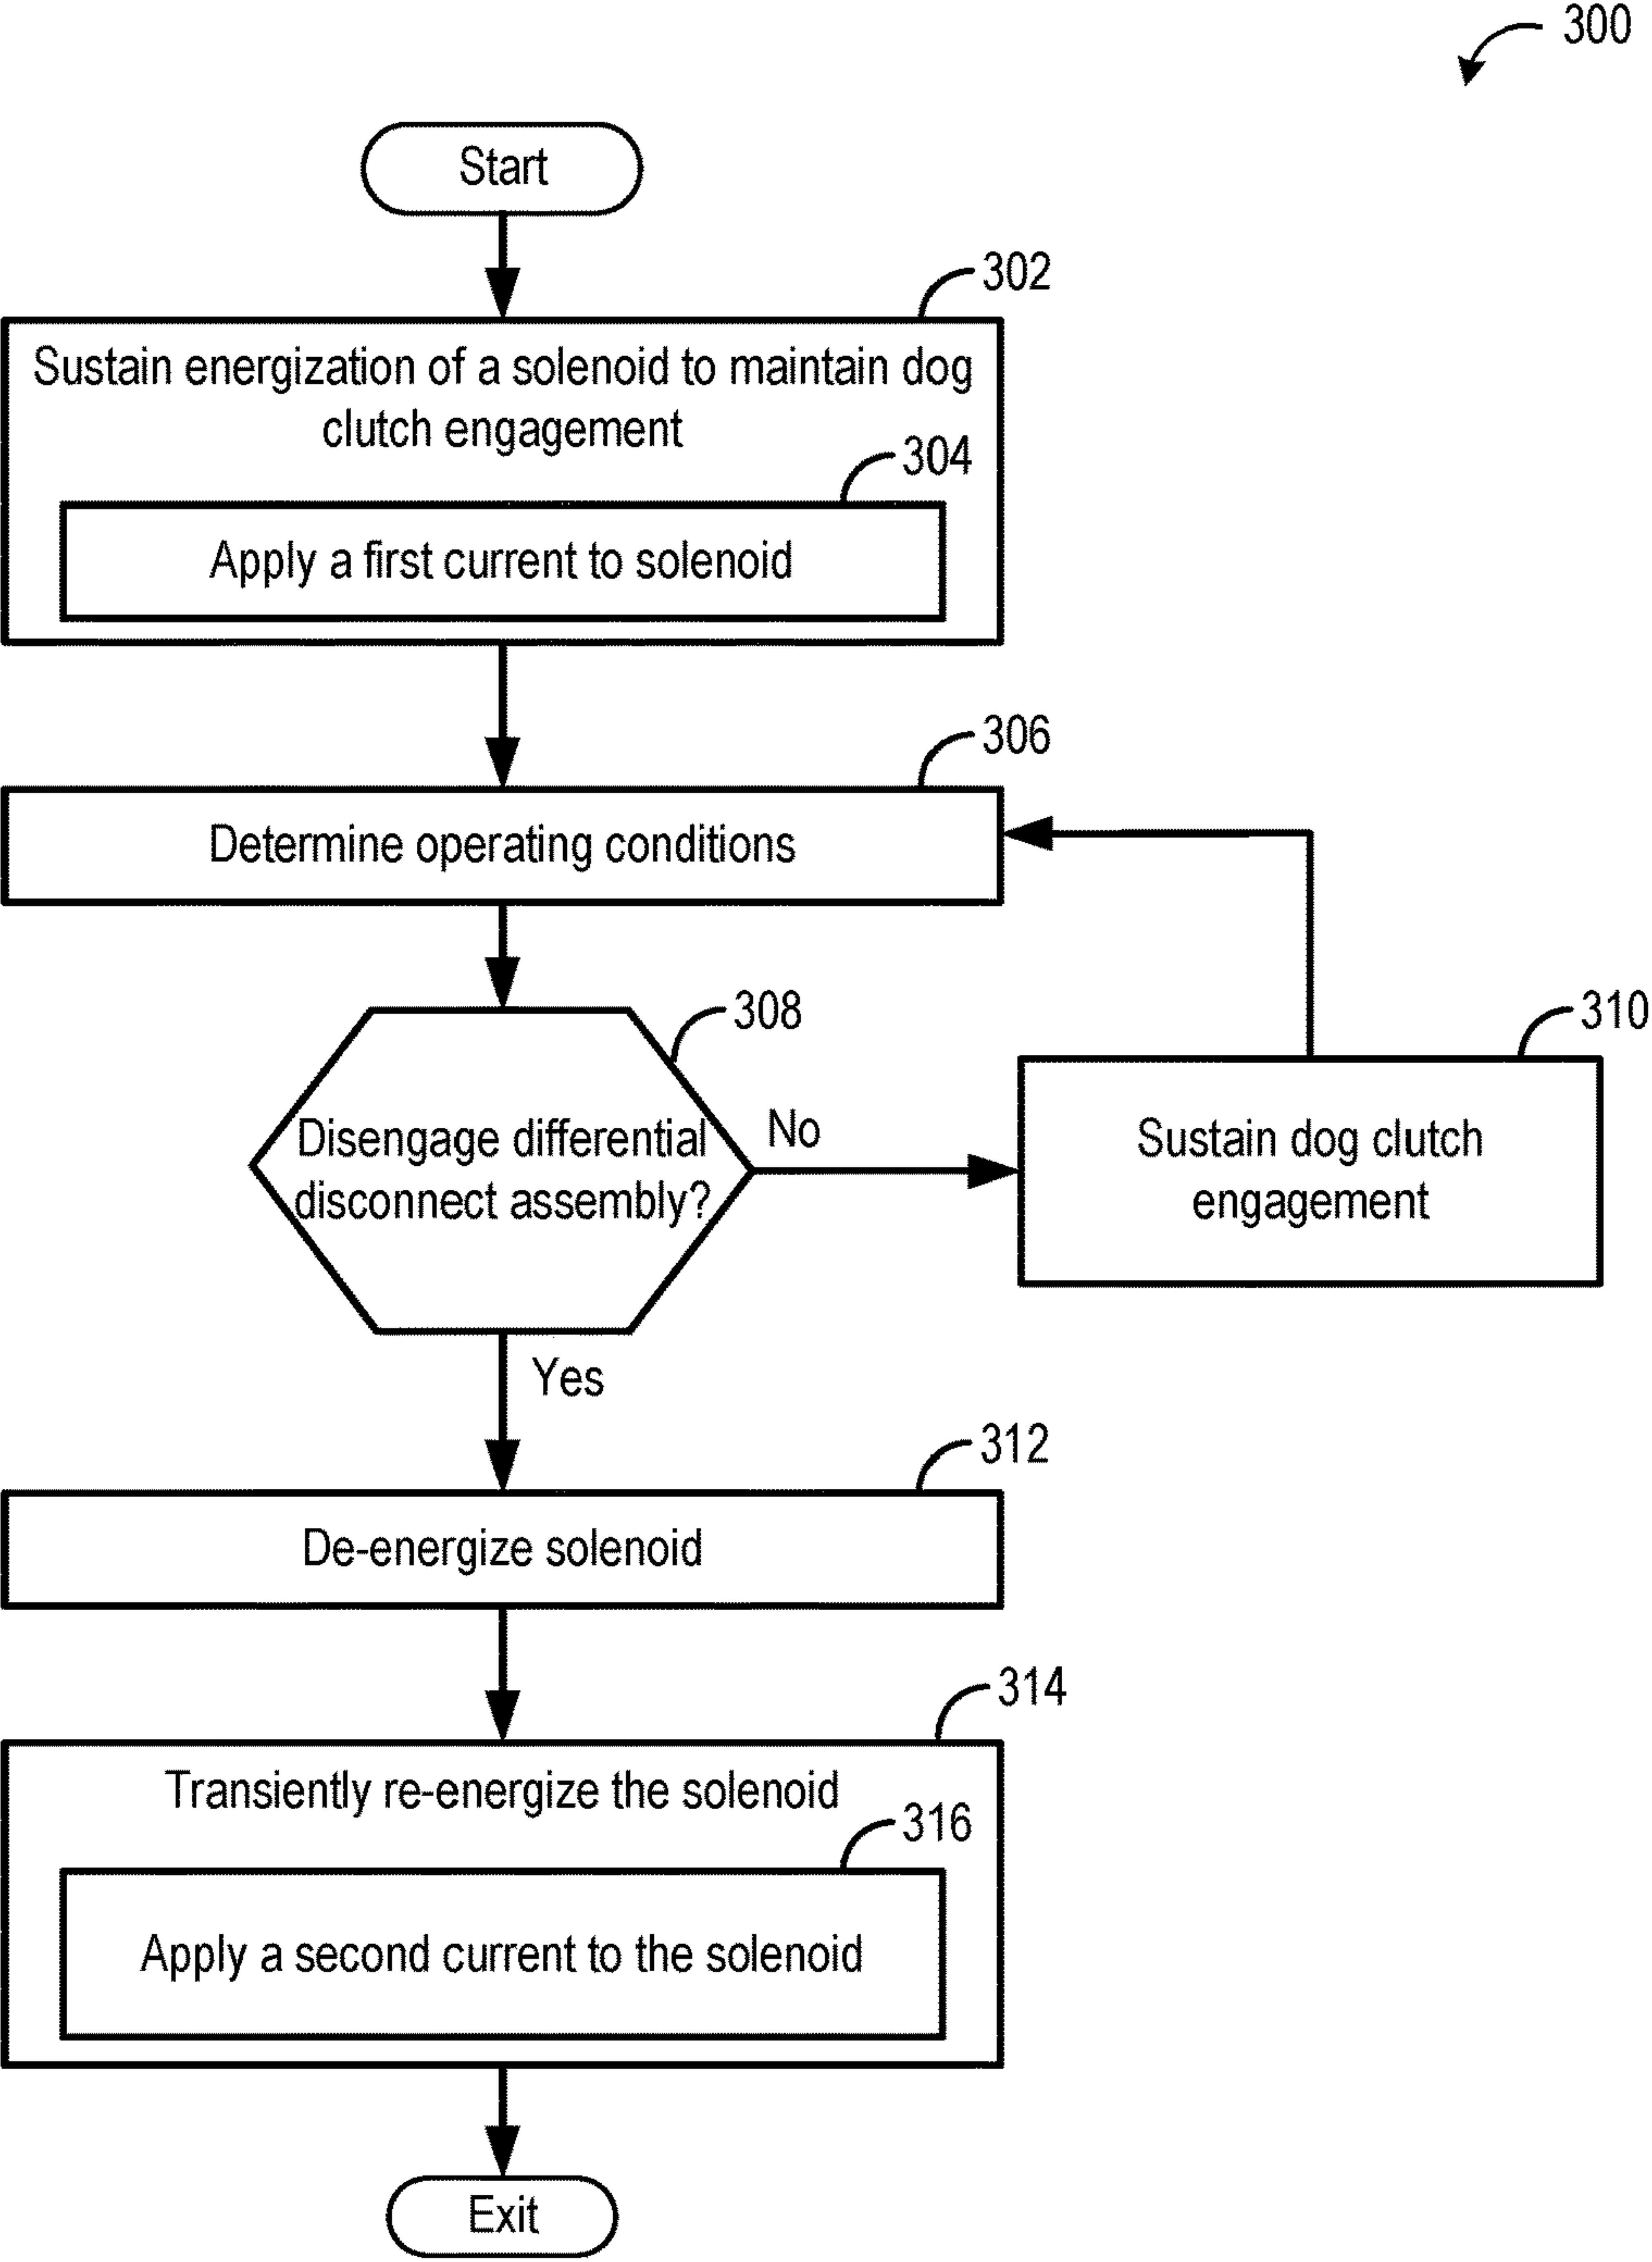 300
Start
302
Sustain energization of a solenoid to maintain dog
clutch engagement
304
Apply a first current to solenoid
306
Determine operating conditions
308
Disengage differential
disconnect assembly?
No
310
Sustain dog clutch
engagement
Yes
312
De-energize solenoid
314
Transiently re-energize the solenoid
316
Apply a second current to the solenoid
Exit